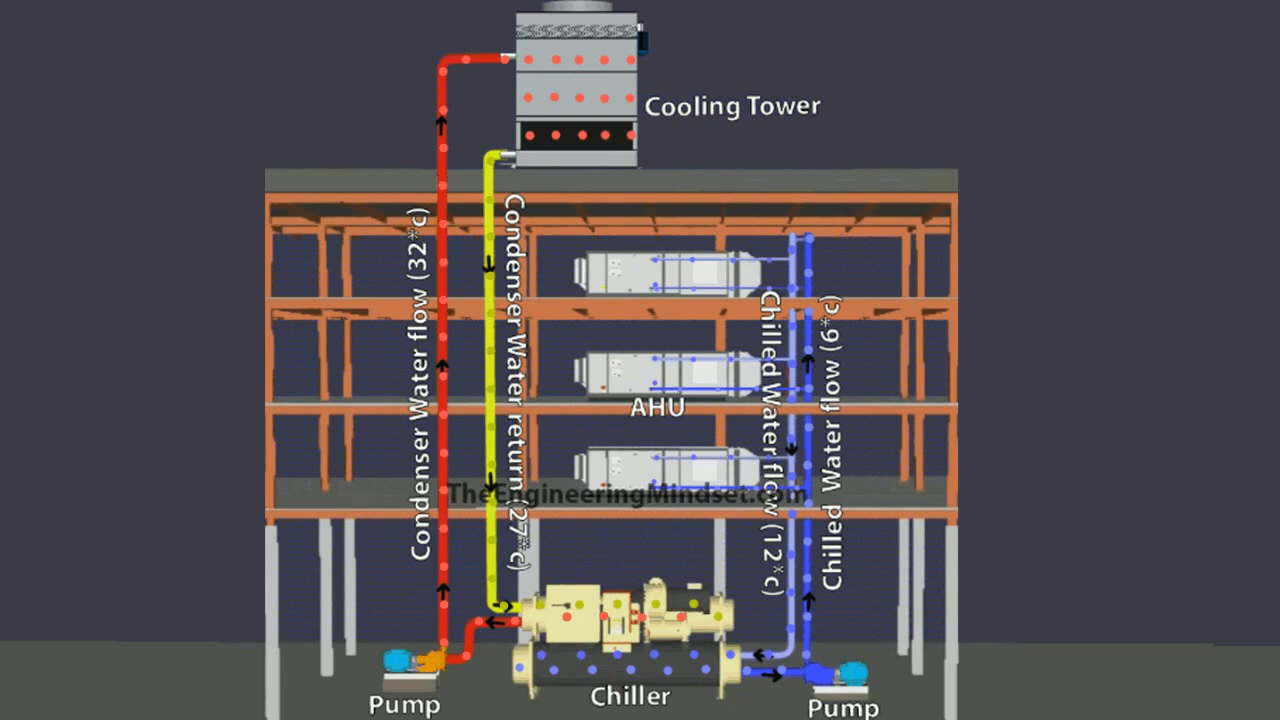 Cooling Tower
Condenser Water flow (32*c)
Condenser Water return (27*c)
Chilled Water flow (12*c)
Chilled Water flow (6*c)
AHU
TheEngineeringMindset.com
Pump
Chiller
Pump